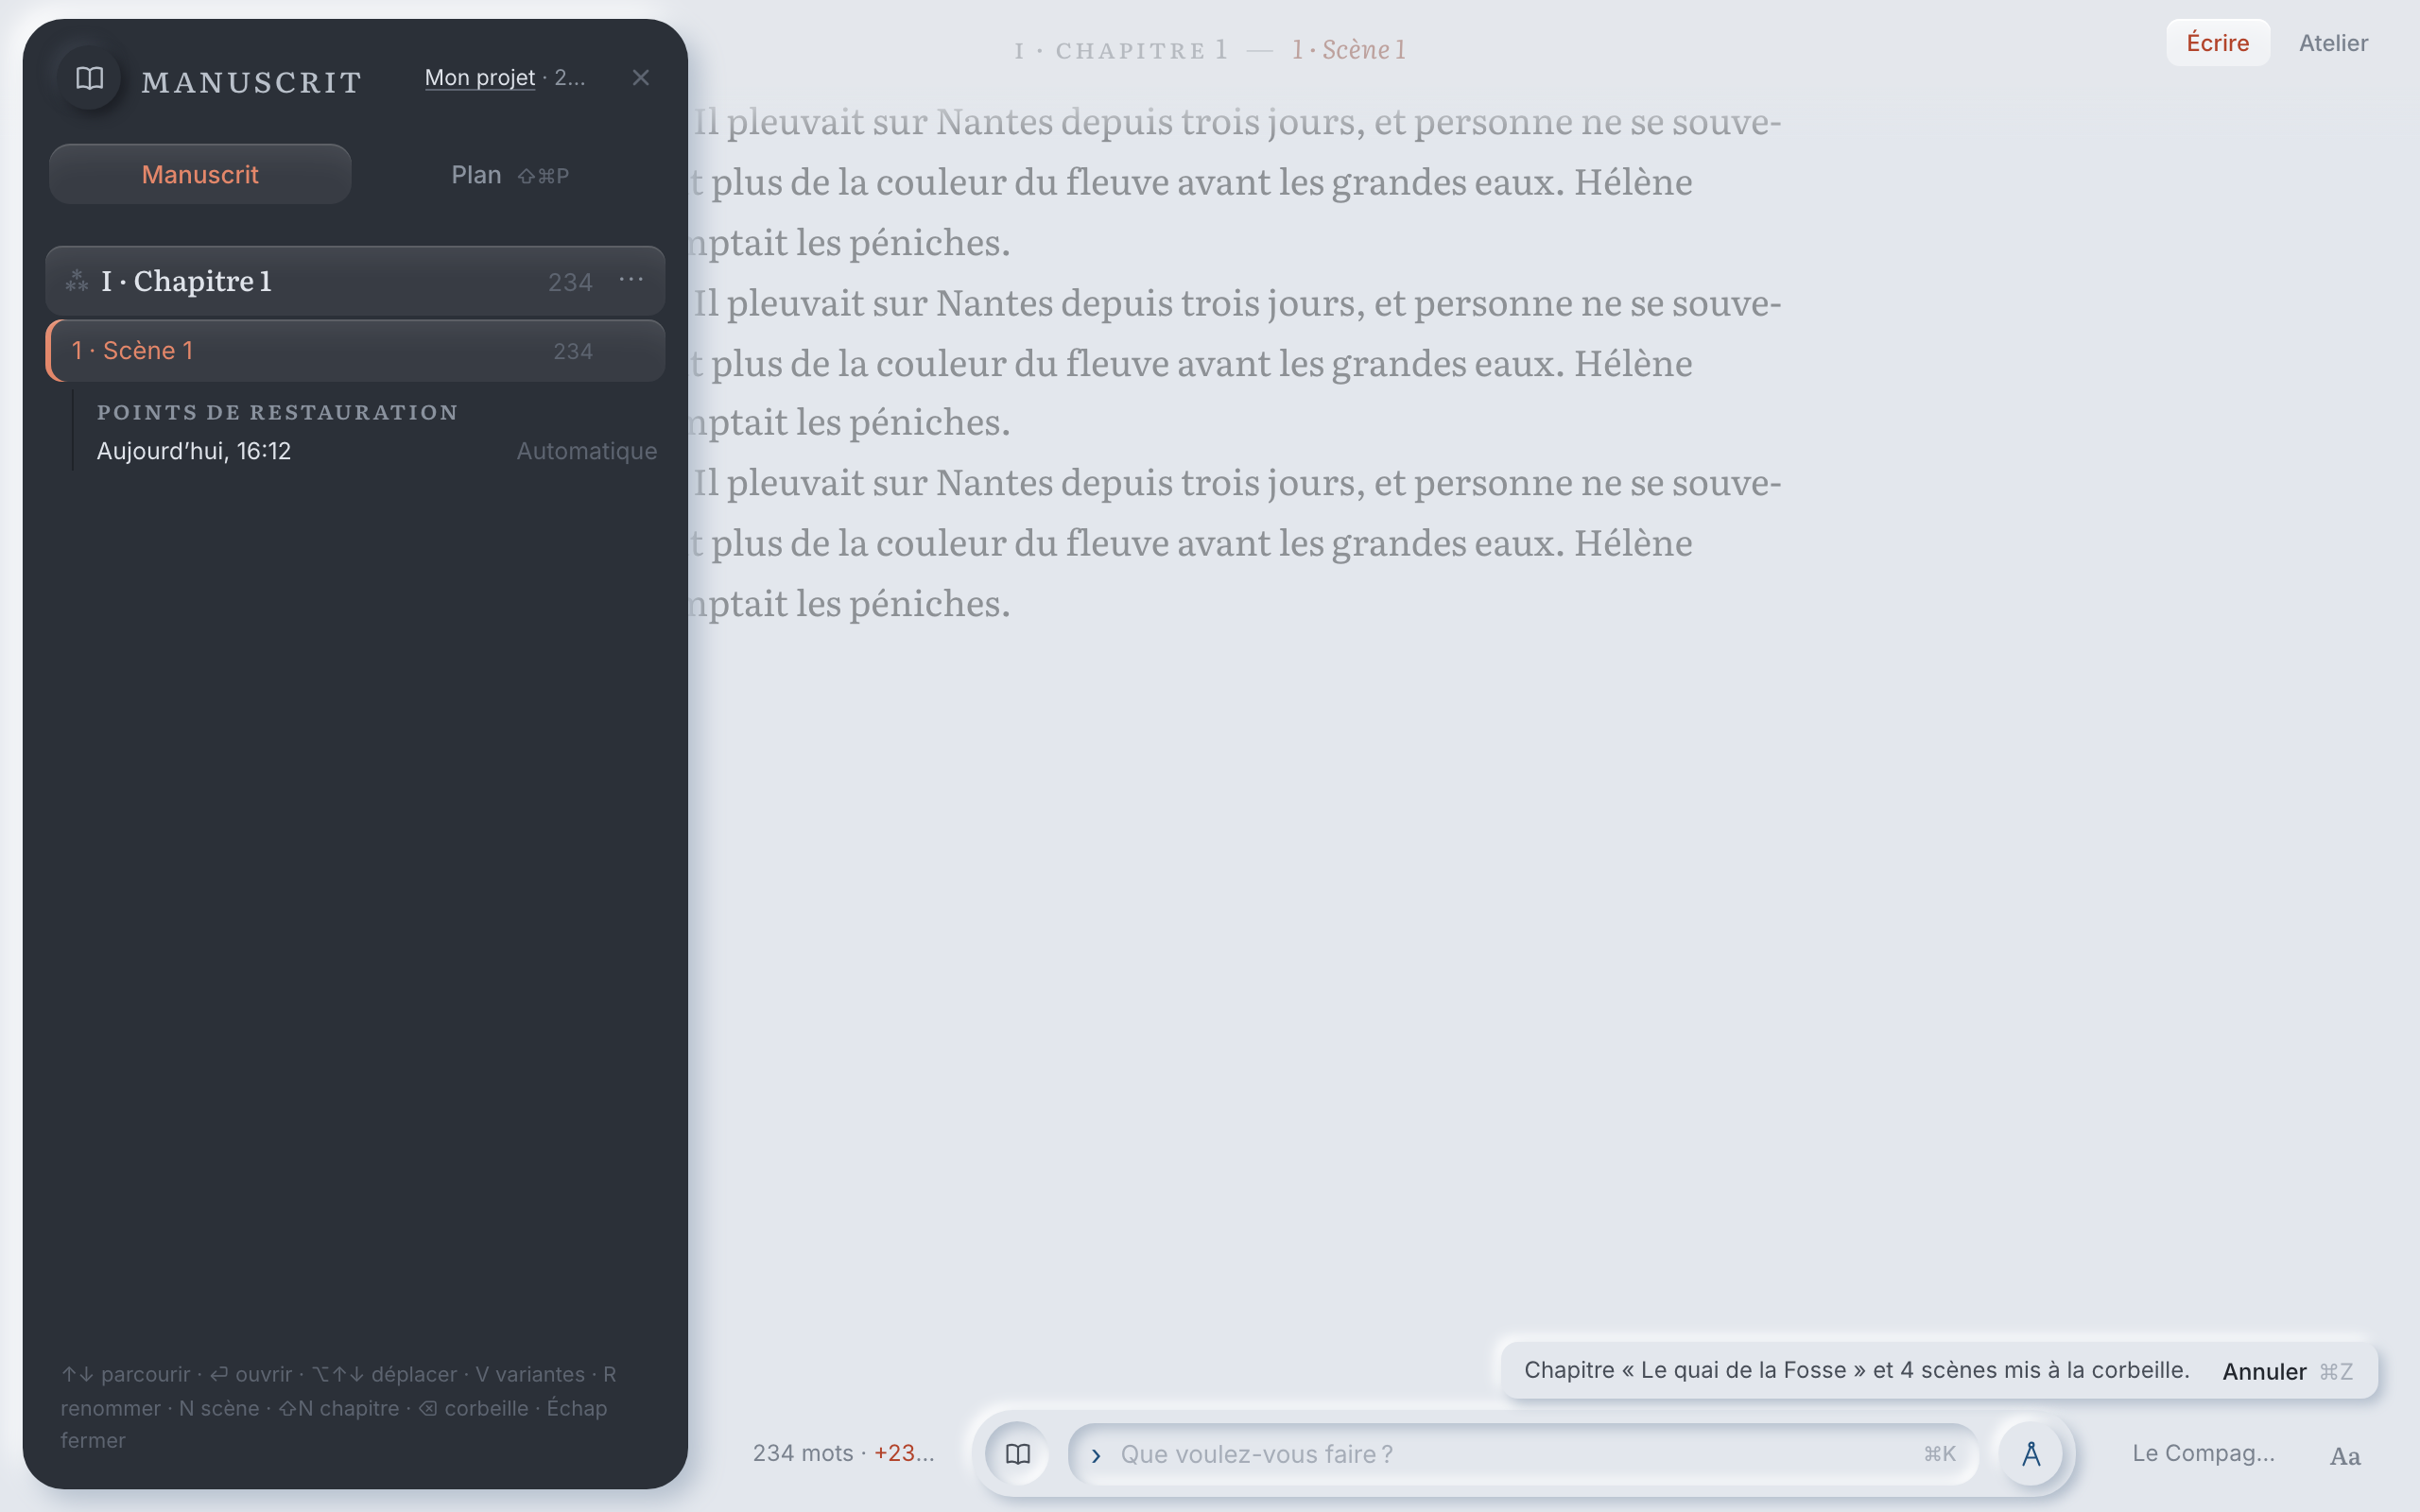 MANUSCRIT
Mon projet · 2...
Manuscrit
Plan ⇧⌘P
I · Chapitre 1 234 ···
1 · Scène 1 234
POINTS DE RESTAURATION
Aujourd’hui, 16:12 Automatique
↑↓ parcourir · ⏎ ouvrir · ⌥↑↓ déplacer · V variantes · R
renommer · N scène · ⇧N chapitre · ⌫ corbeille · Échap
fermer
I · CHAPITRE 1 — 1 · Scène 1
Écrire
Atelier
Il pleuvait sur Nantes depuis trois jours, et personne ne se souve-
t plus de la couleur du fleuve avant les grandes eaux. Hélène
mptait les péniches.
Il pleuvait sur Nantes depuis trois jours, et personne ne se souve-
t plus de la couleur du fleuve avant les grandes eaux. Hélène
mptait les péniches.
Il pleuvait sur Nantes depuis trois jours, et personne ne se souve-
t plus de la couleur du fleuve avant les grandes eaux. Hélène
mptait les péniches.
Chapitre « Le quai de la Fosse » et 4 scènes mis à la corbeille. Annuler ⌘Z
234 mots · +23...
› Que voulez-vous faire ? ⌘K
Le Compag...
Aa